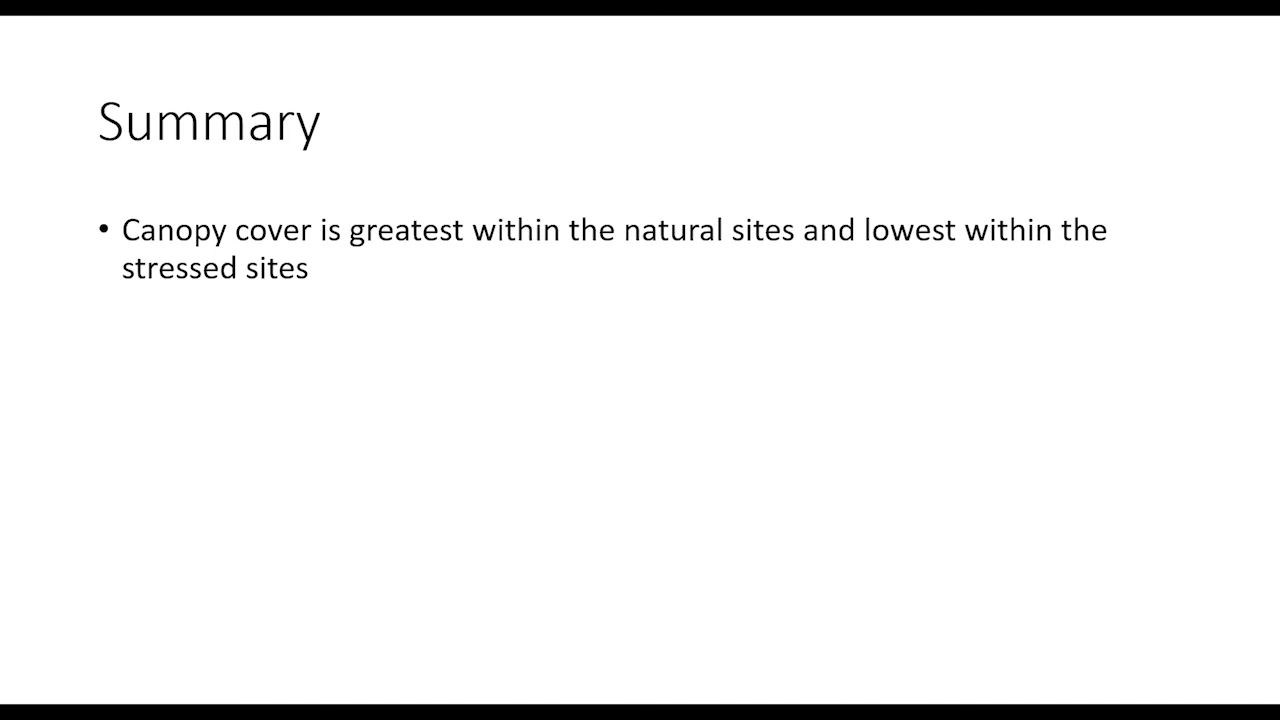 Summary
• Canopy cover is greatest within the natural sites and lowest within the
stressed sites